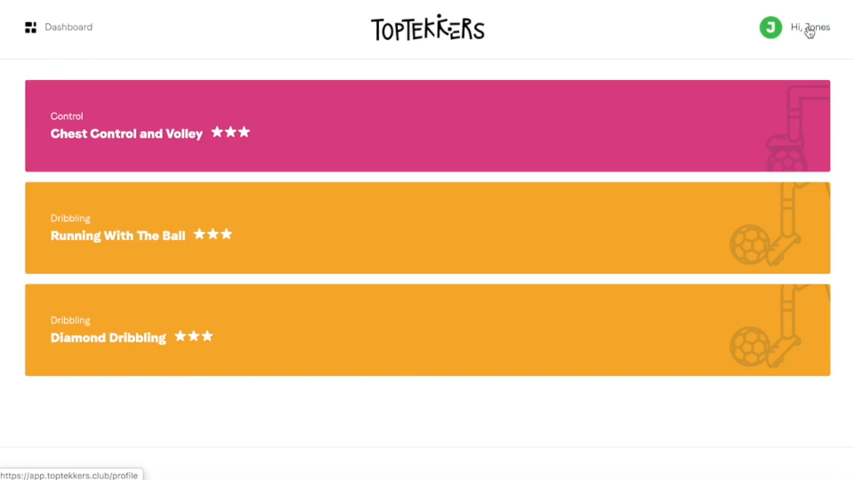 Dashboard
TOPTEKKERS
J
Hi, Jones
Control
Chest Control and Volley
Dribbling
Running With The Ball
Dribbling
Diamond Dribbling
https://app.toptekkers.club/profile